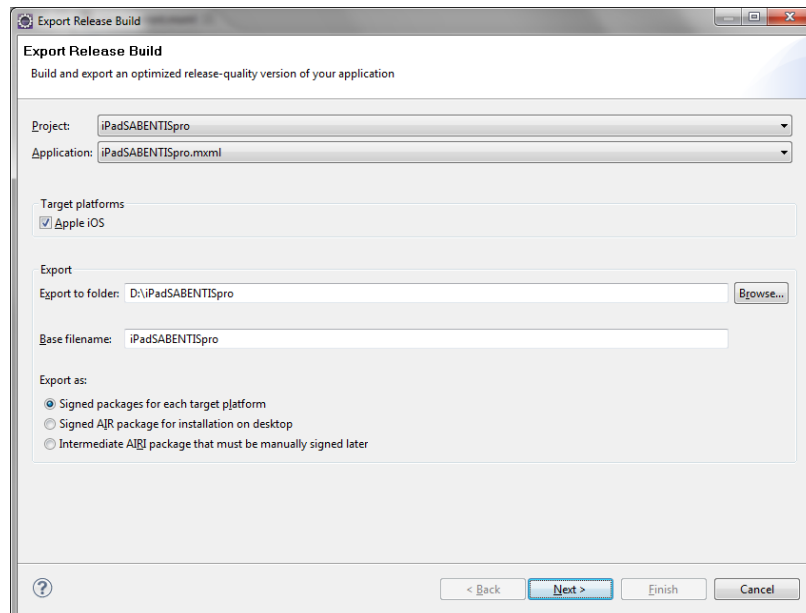 Export Release Build
Export Release Build
Build and export an optimized release-quality version of your application
Project: iPadSABENTISpro
Application: iPadSABENTISpro.mxml
Target platforms
Apple iOS
Export
Export to folder: D:\iPadSABENTISpro Browse...
Base filename: iPadSABENTISpro
Export as:
Signed packages for each target platform
Signed AIR package for installation on desktop
Intermediate AIRI package that must be manually signed later
? < Back Next > Finish Cancel